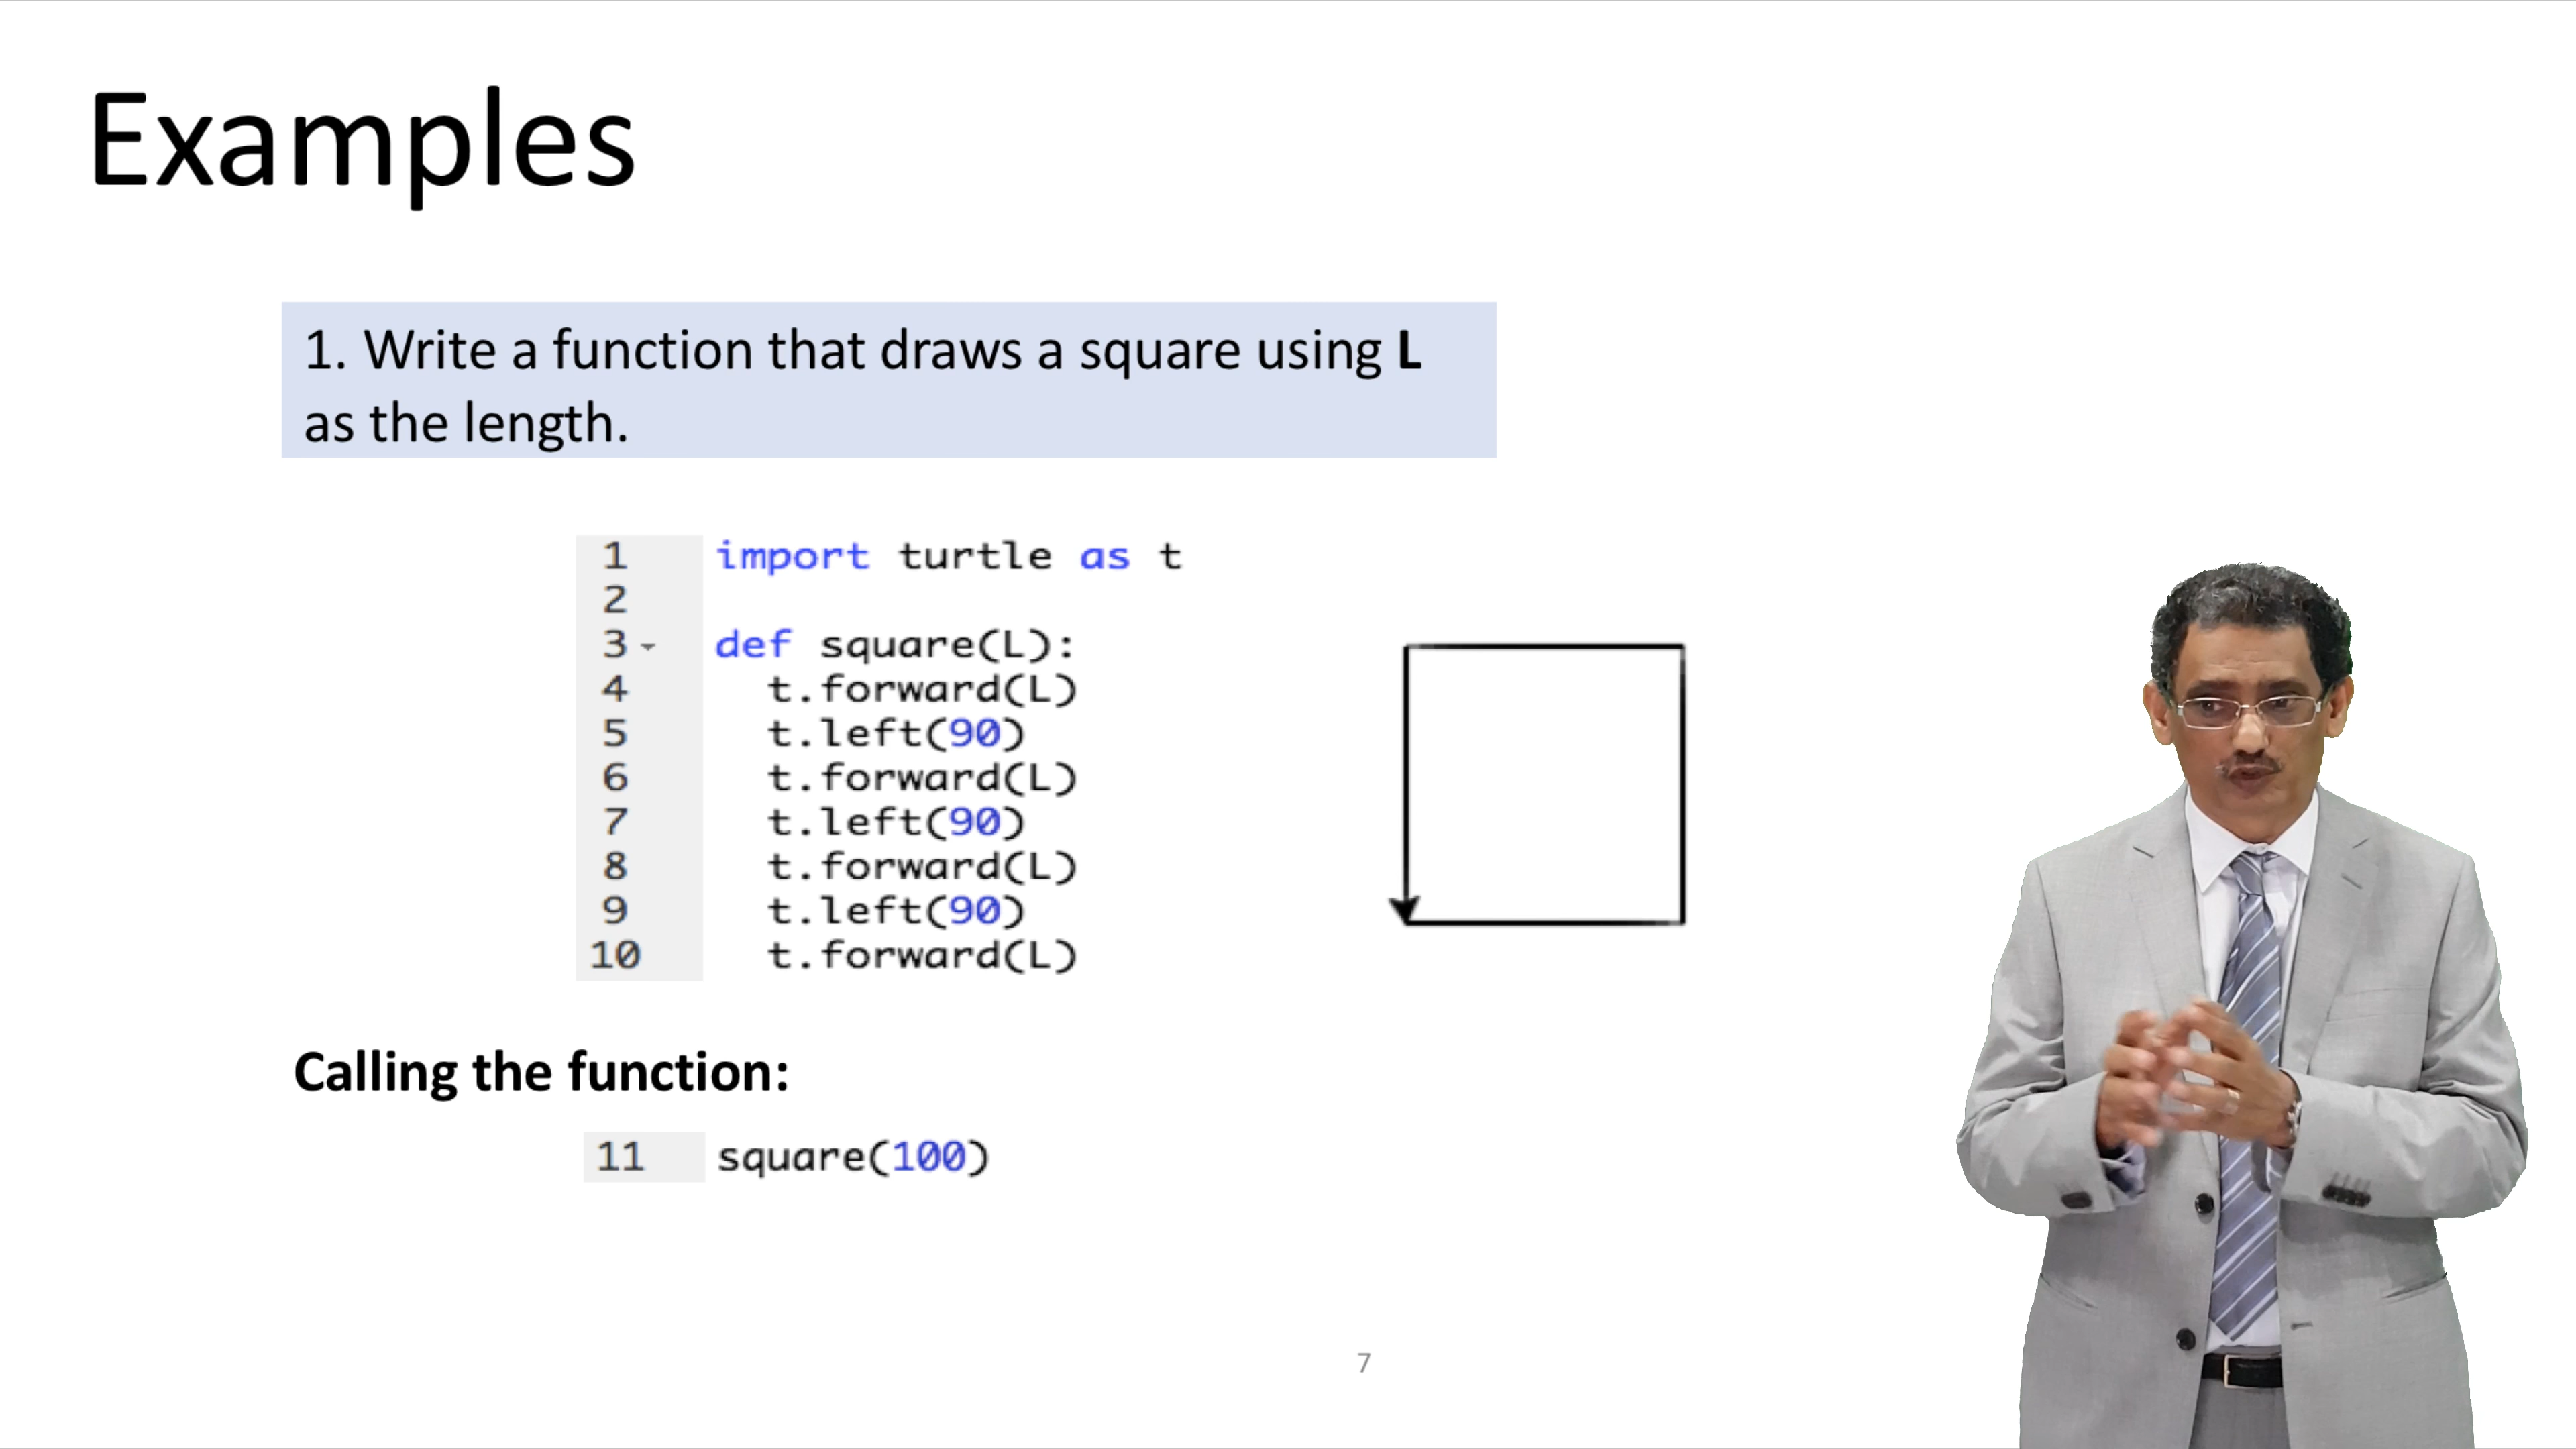 Examples
1. Write a function that draws a square using L
as the length.
1 import turtle as t
2
3 def square(L):
4 t.forward(L)
5 t.left(90)
6 t.forward(L)
7 t.left(90)
8 t.forward(L)
9 t.left(90)
10 t.forward(L)
Calling the function:
11 square(100)
7